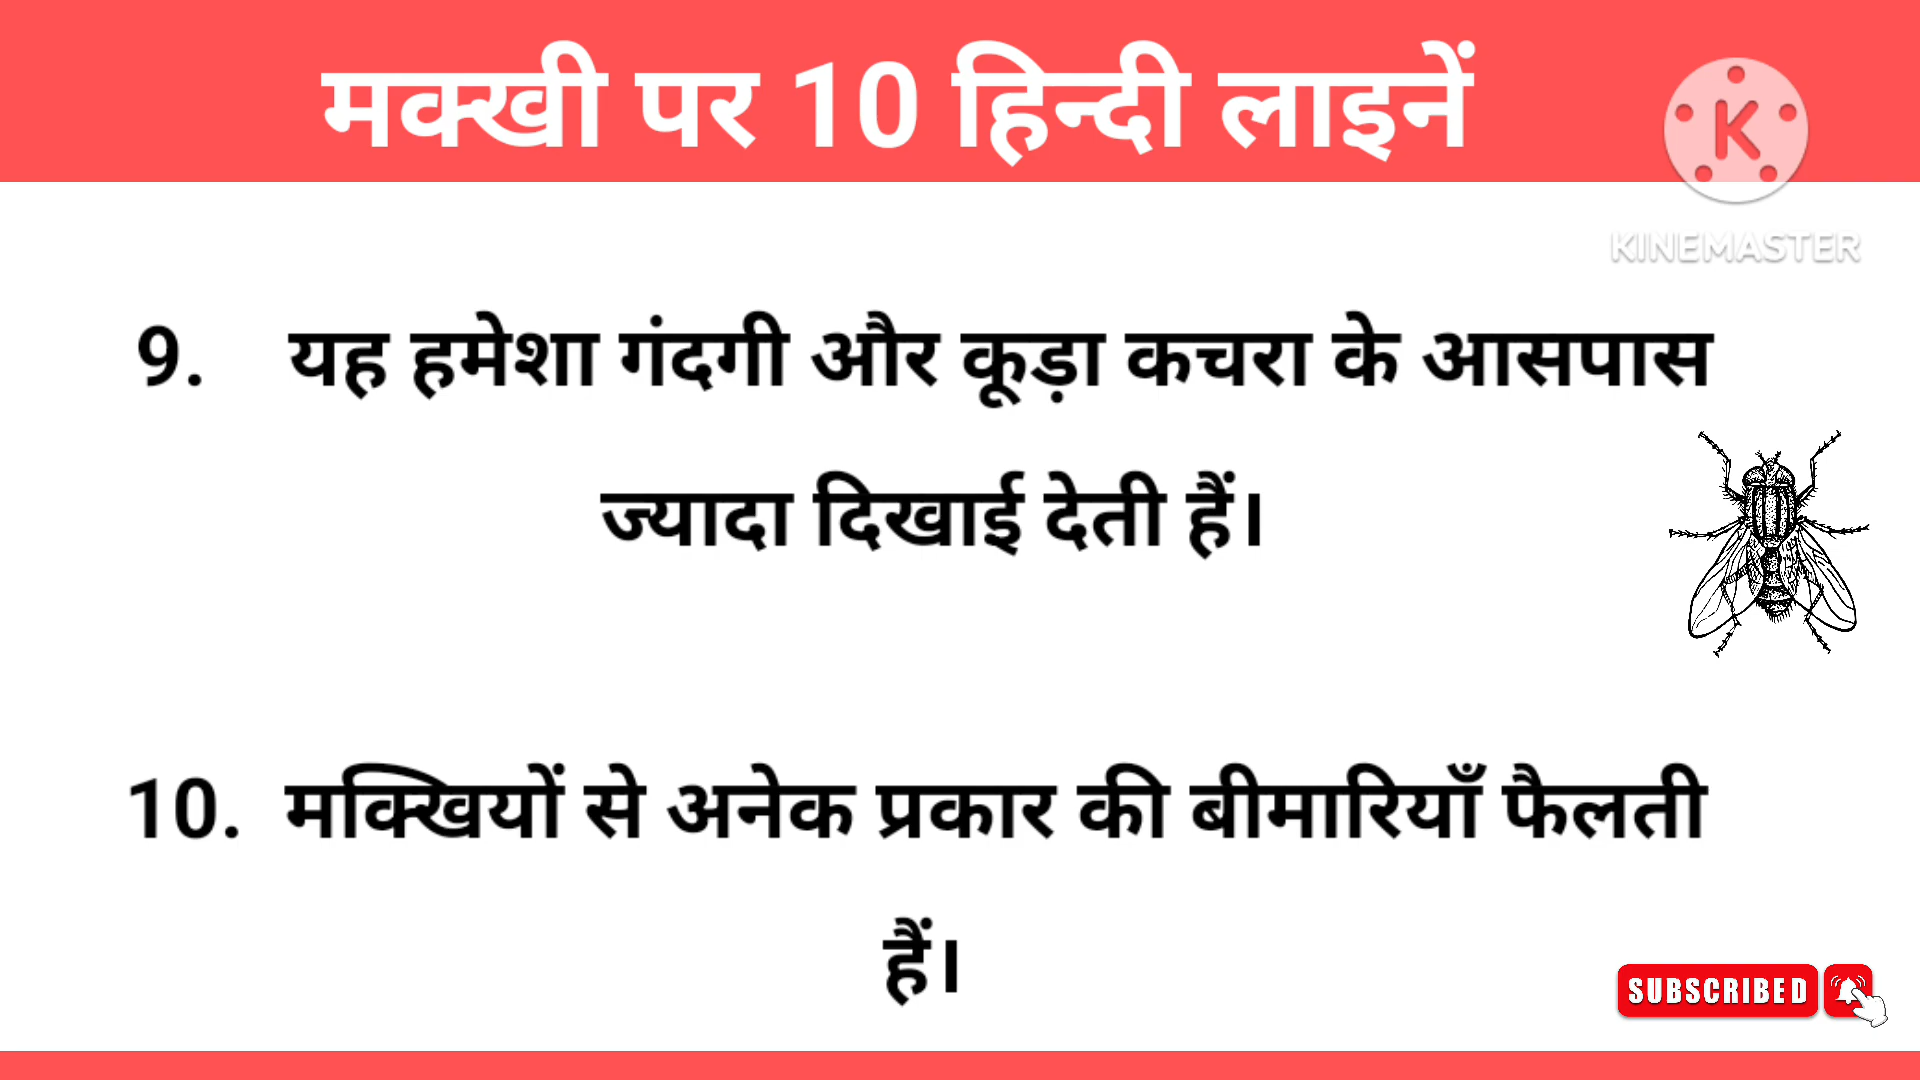 मक्खी पर 10 हिन्दी लाइनें
K
KINEMASTER
9. यह हमेशा गंदगी और कूड़ा कचरा के आसपास
ज्यादा दिखाई देती हैं।
10. मक्खियों से अनेक प्रकार की बीमारियाँ फैलती
हैं।
SUBSCRIBED